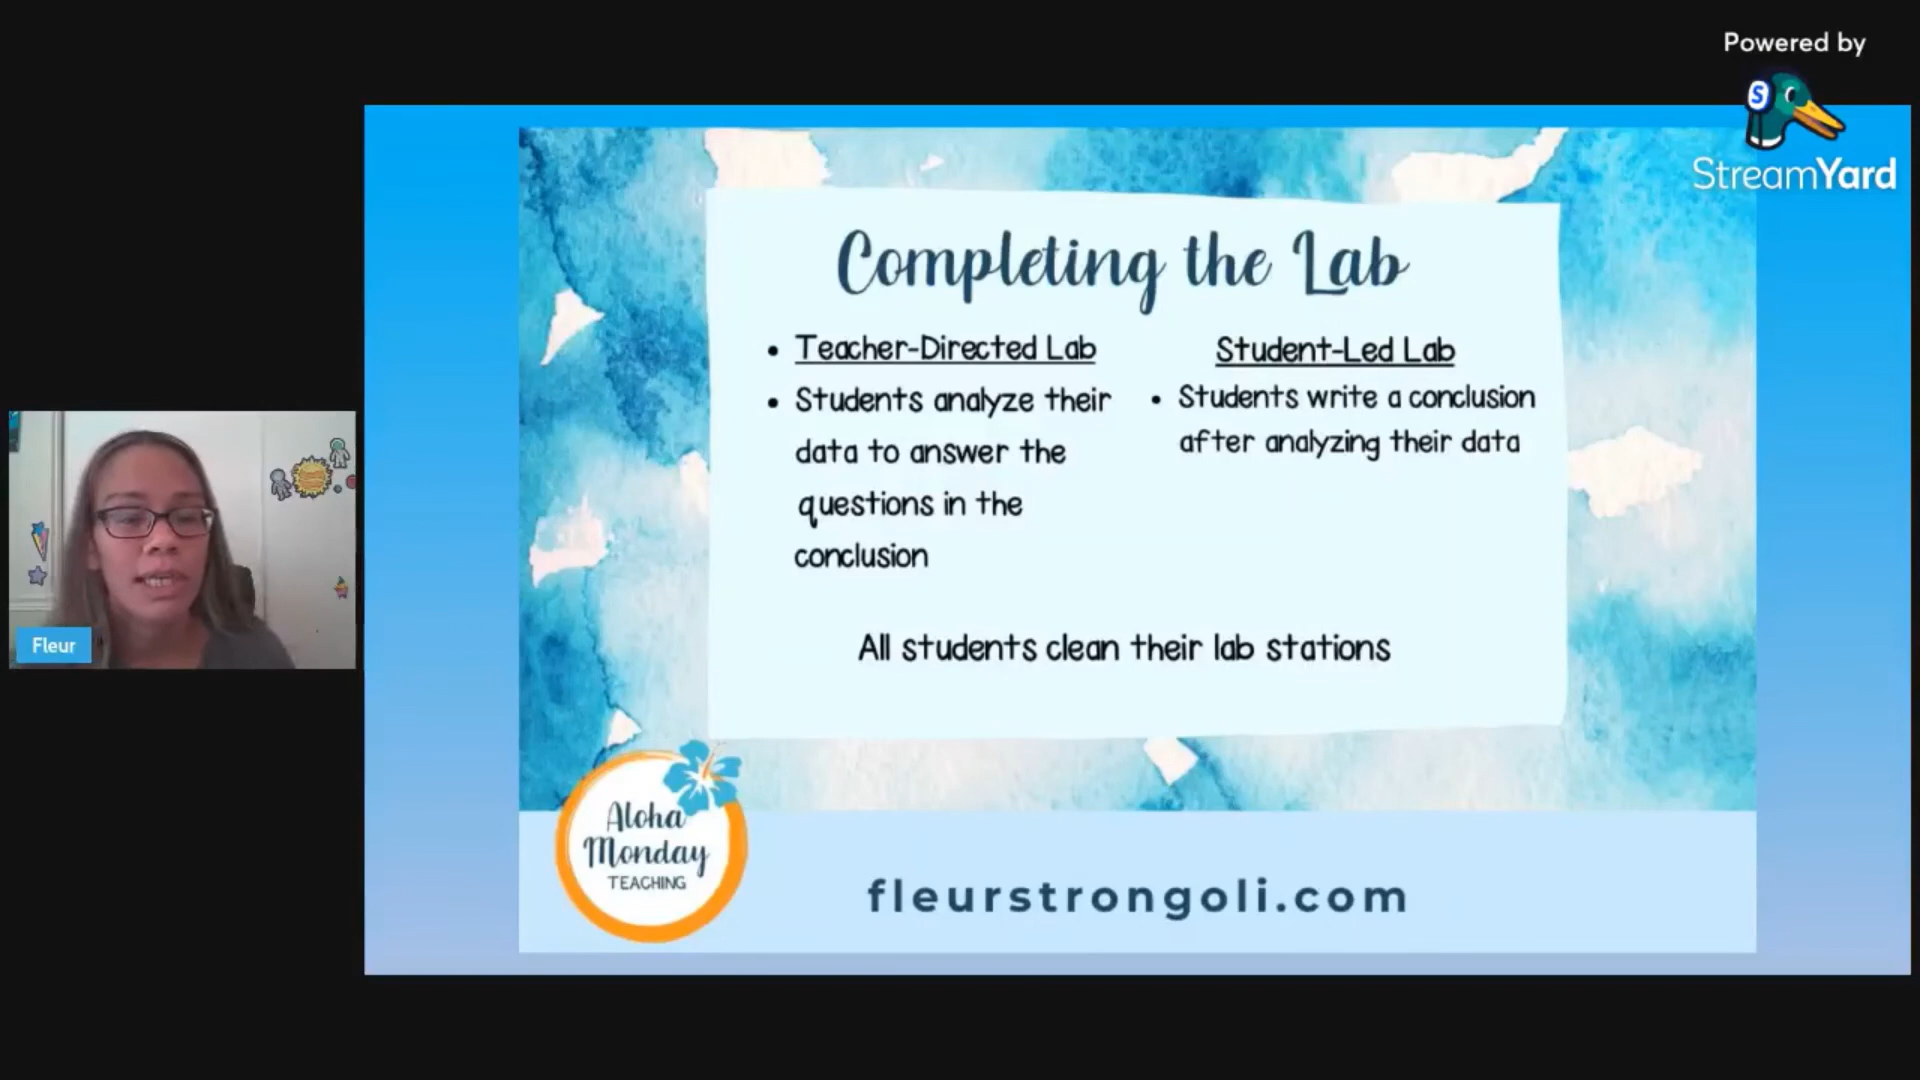 Powered by
StreamYard
Completing the Lab
• Teacher-Directed Lab
• Students analyze their
data to answer the
questions in the
conclusion
Student-Led Lab
• Students write a conclusion
after analyzing their data
All students clean their lab stations
Fleur
Aloha
Monday
TEACHING
fleurstrongoli.com